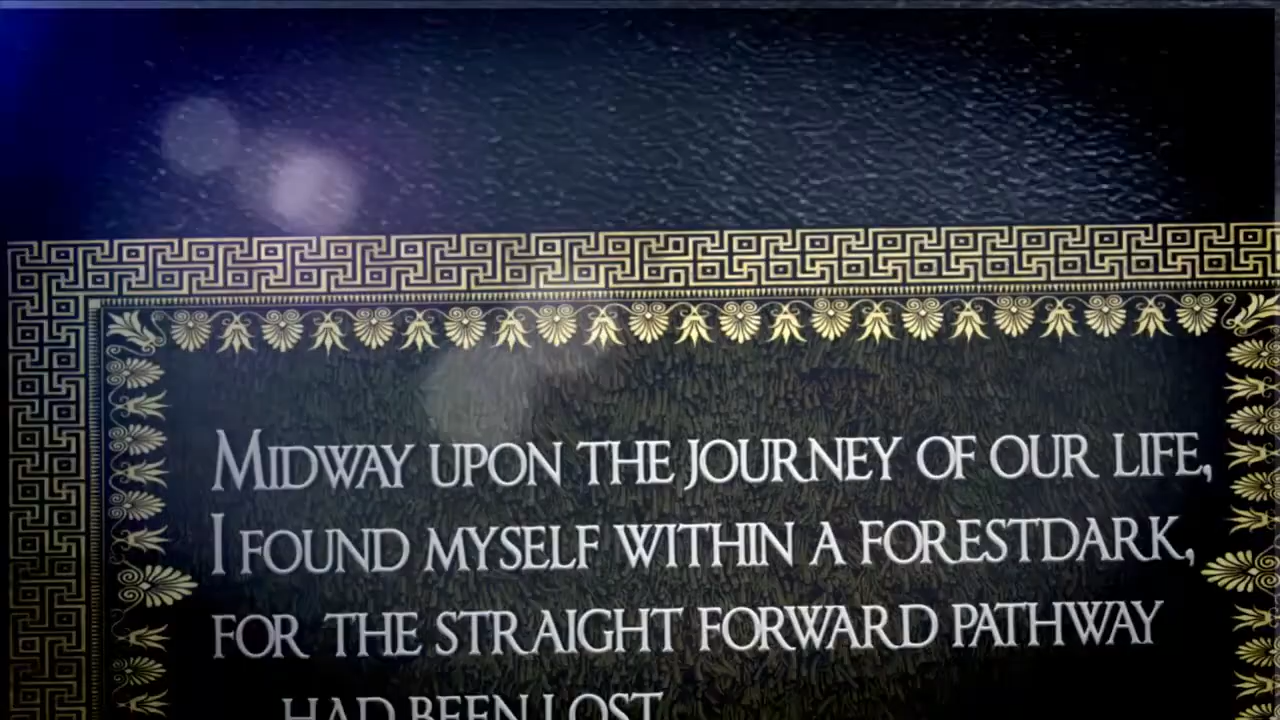 MIDWAY UPON THE JOURNEY OF OUR LIFE,
I FOUND MYSELF WITHIN A FORESTDARK,
FOR THE STRAIGHT FORWARD PATHWAY
HAD BEEN LOST